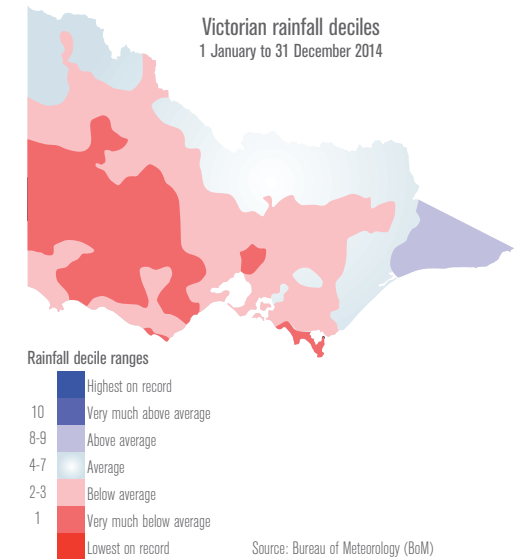 Victorian rainfall deciles
1 January to 31 December 2014
Rainfall decile ranges
Highest on record
10 Very much above average
8-9 Above average
4-7 Average
2-3 Below average
1 Very much below average
Lowest on record
Source: Bureau of Meteorology (BoM)